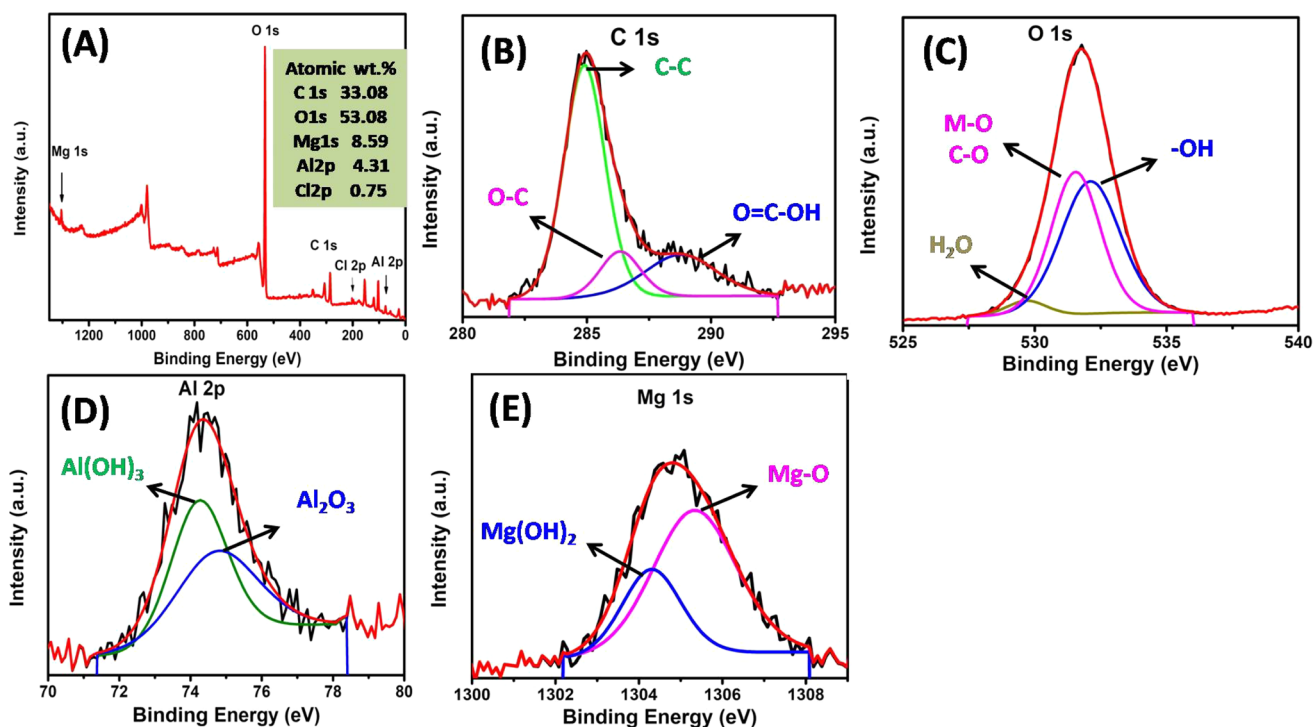 (A)
O 1s
Atomic wt.%
C 1s 33.08
O1s 53.08
Mg1s 8.59
Al2p 4.31
Cl2p 0.75
Mg 1s
C 1s
Cl 2p
Al 2p
Intensity (a.u.)
1200 1000 800 600 400 200 0
Binding Energy (eV)
(B)
C 1s
C-C
O-C
O=C-OH
Intensity (a.u.)
280 285 290 295
Binding Energy (eV)
(C)
O 1s
M-O
C-O
-OH
H2O
Intensity (a.u.)
525 530 535 540
Binding Energy (eV)
(D)
Al 2p
Al(OH)3
Al2O3
Intensity (a.u.)
70 72 74 76 78 80
Binding Energy (eV)
(E)
Mg 1s
Mg-O
Mg(OH)2
Intensity (a.u.)
1300 1302 1304 1306 1308
Binding Energy (eV)